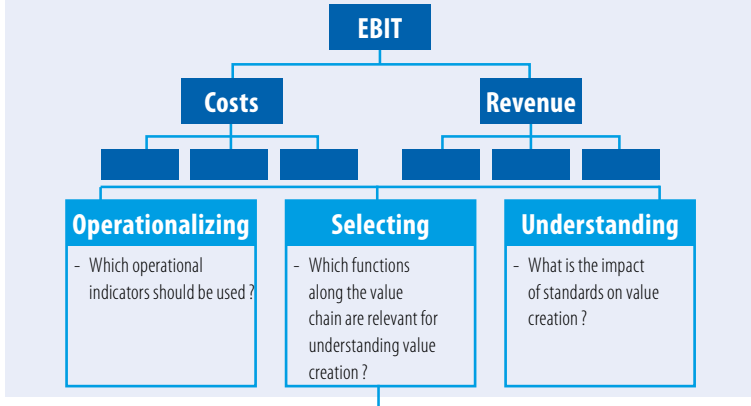 EBIT
Costs
Revenue
Operationalizing
- Which operational
indicators should be used ?
Selecting
- Which functions
along the value
chain are relevant for
understanding value
creation ?
Understanding
- What is the impact
of standards on value
creation ?